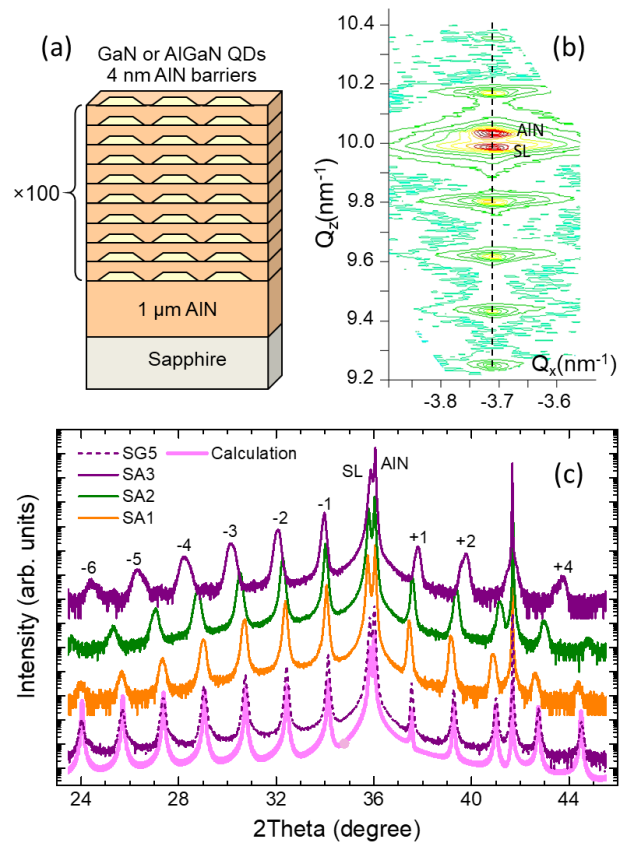 (a)
GaN or AlGaN QDs
4 nm AlN barriers
×100
1 µm AlN
Sapphire
(b)
10.4
10.2
10.0
9.8
9.6
9.4
9.2
Qz(nm-1)
AlN
SL
Qx(nm-1)
-3.8 -3.7 -3.6
(c)
SG5
SA3
SA2
SA1
Calculation
SL AlN
-6 -5 -4 -3 -2 -1 +1 +2 +4
Intensity (arb. units)
24 28 32 36 40 44
2Theta (degree)